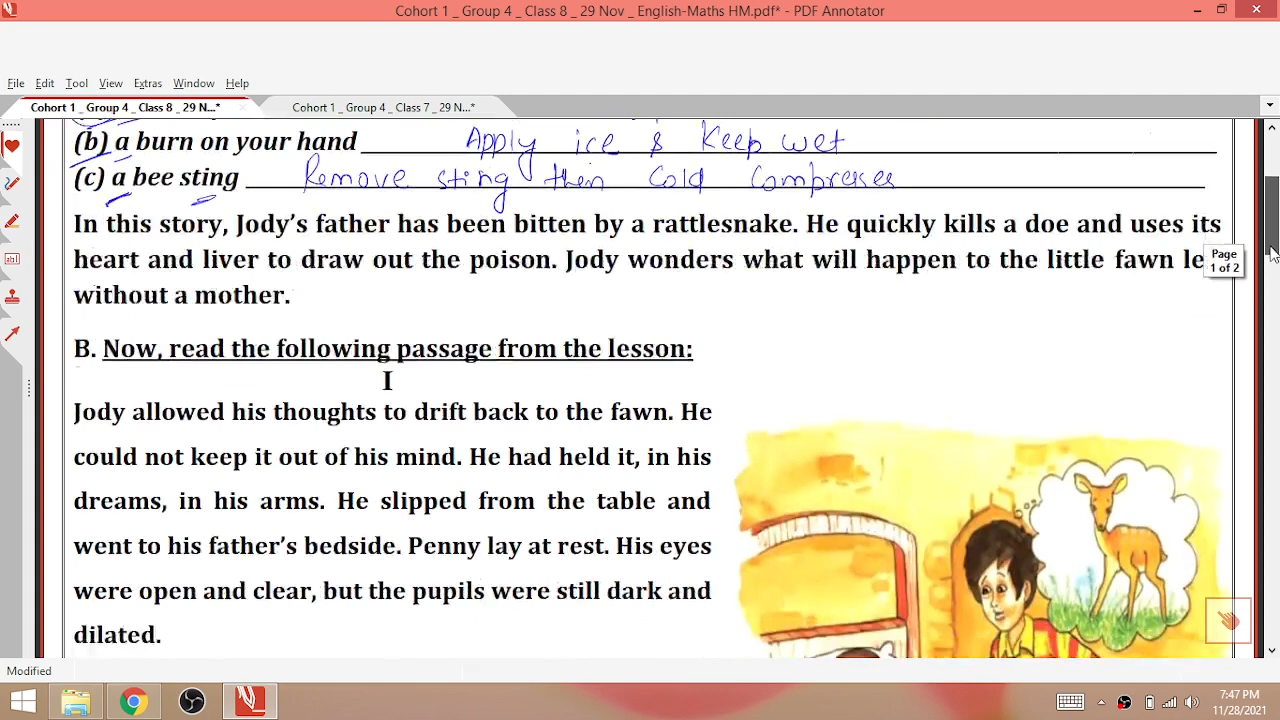 Cohort 1 _ Group 4 _ Class 8 _ 29 Nov _ English-Maths HM.pdf* - PDF Annotator
File Edit Tool View Extras Window Help
Cohort 1 _ Group 4 _ Class 8 _ 29 N...* Cohort 1 _ Group 4 _ Class 7 _ 29 N...*
(b) a burn on your hand Apply ice & Keep wet
(c) a bee sting Remove sting then Cold Compreses
In this story, Jody's father has been bitten by a rattlesnake. He quickly kills a doe and uses its
heart and liver to draw out the poison. Jody wonders what will happen to the little fawn le
without a mother.
Page
1 of 2
B. Now, read the following passage from the lesson:
Jody allowed his thoughts to drift back to the fawn. He
could not keep it out of his mind. He had held it, in his
dreams, in his arms. He slipped from the table and
went to his father's bedside. Penny lay at rest. His eyes
were open and clear, but the pupils were still dark and
dilated.
Modified
7:47 PM
11/28/2021